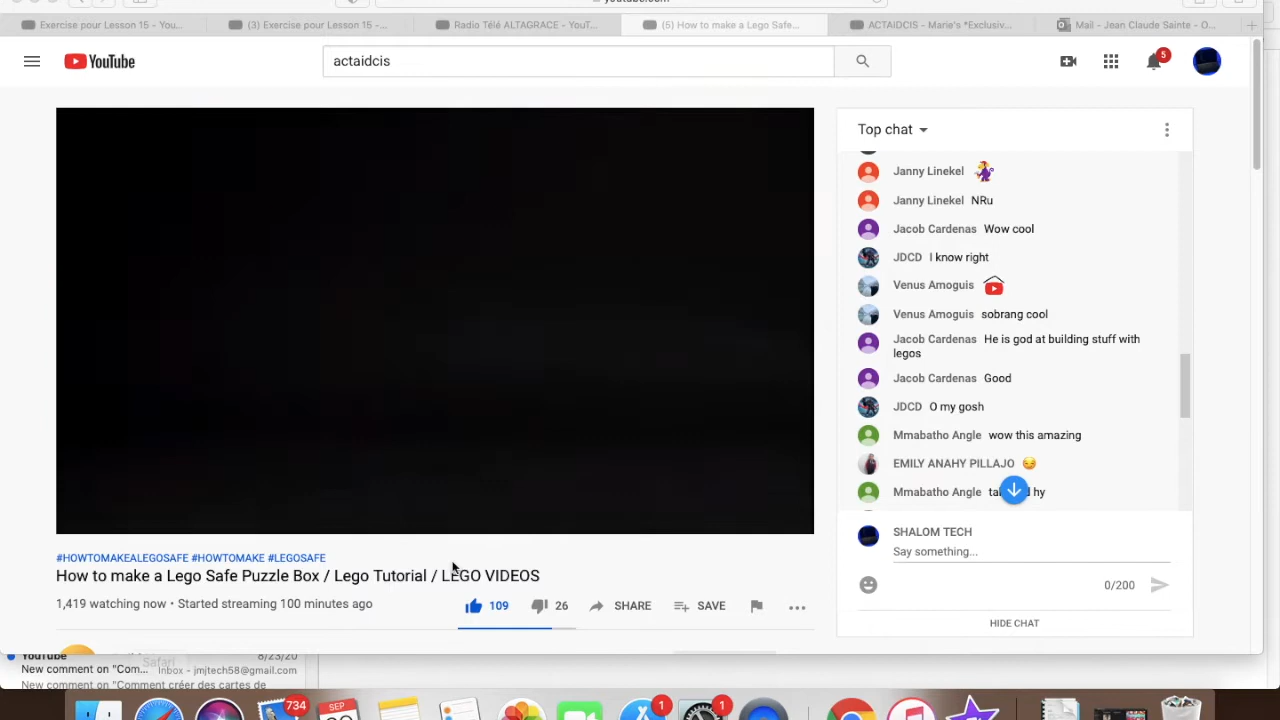 youtube.com
Exercise pour Lesson 15 - You...
(3) Exercise pour Lesson 15 -...
Radio Télé ALTAGRACE - YouT...
(5) How to make a Lego Safe...
ACTAIDCIS - Marie's *Exclusiv...
Mail - Jean Claude Sainte - O...
YouTube
actaidcis
5
Top chat
Janny Linekel
Janny Linekel NRu
Jacob Cardenas Wow cool
JDCD I know right
Venus Amoguis
Venus Amoguis sobrang cool
Jacob Cardenas He is god at building stuff with
legos
Jacob Cardenas Good
JDCD O my gosh
Mmabatho Angle wow this amazing
EMILY ANAHY PILLAJO
Mmabatho Angle hy
SHALOM TECH
Say something...
0/200
HIDE CHAT
#HOWTOMAKEALEGOSAFE #HOWTOMAKE #LEGOSAFE
How to make a Lego Safe Puzzle Box / Lego Tutorial / LEGO VIDEOS
1,419 watching now • Started streaming 100 minutes ago
109
26
SHARE
SAVE
YouTube 8/23/20
New comment on "Com... Inbox - jmjtech58@gmail.com
New comment on "Comment créer des cartes de
Safari
734
SEP
1
1